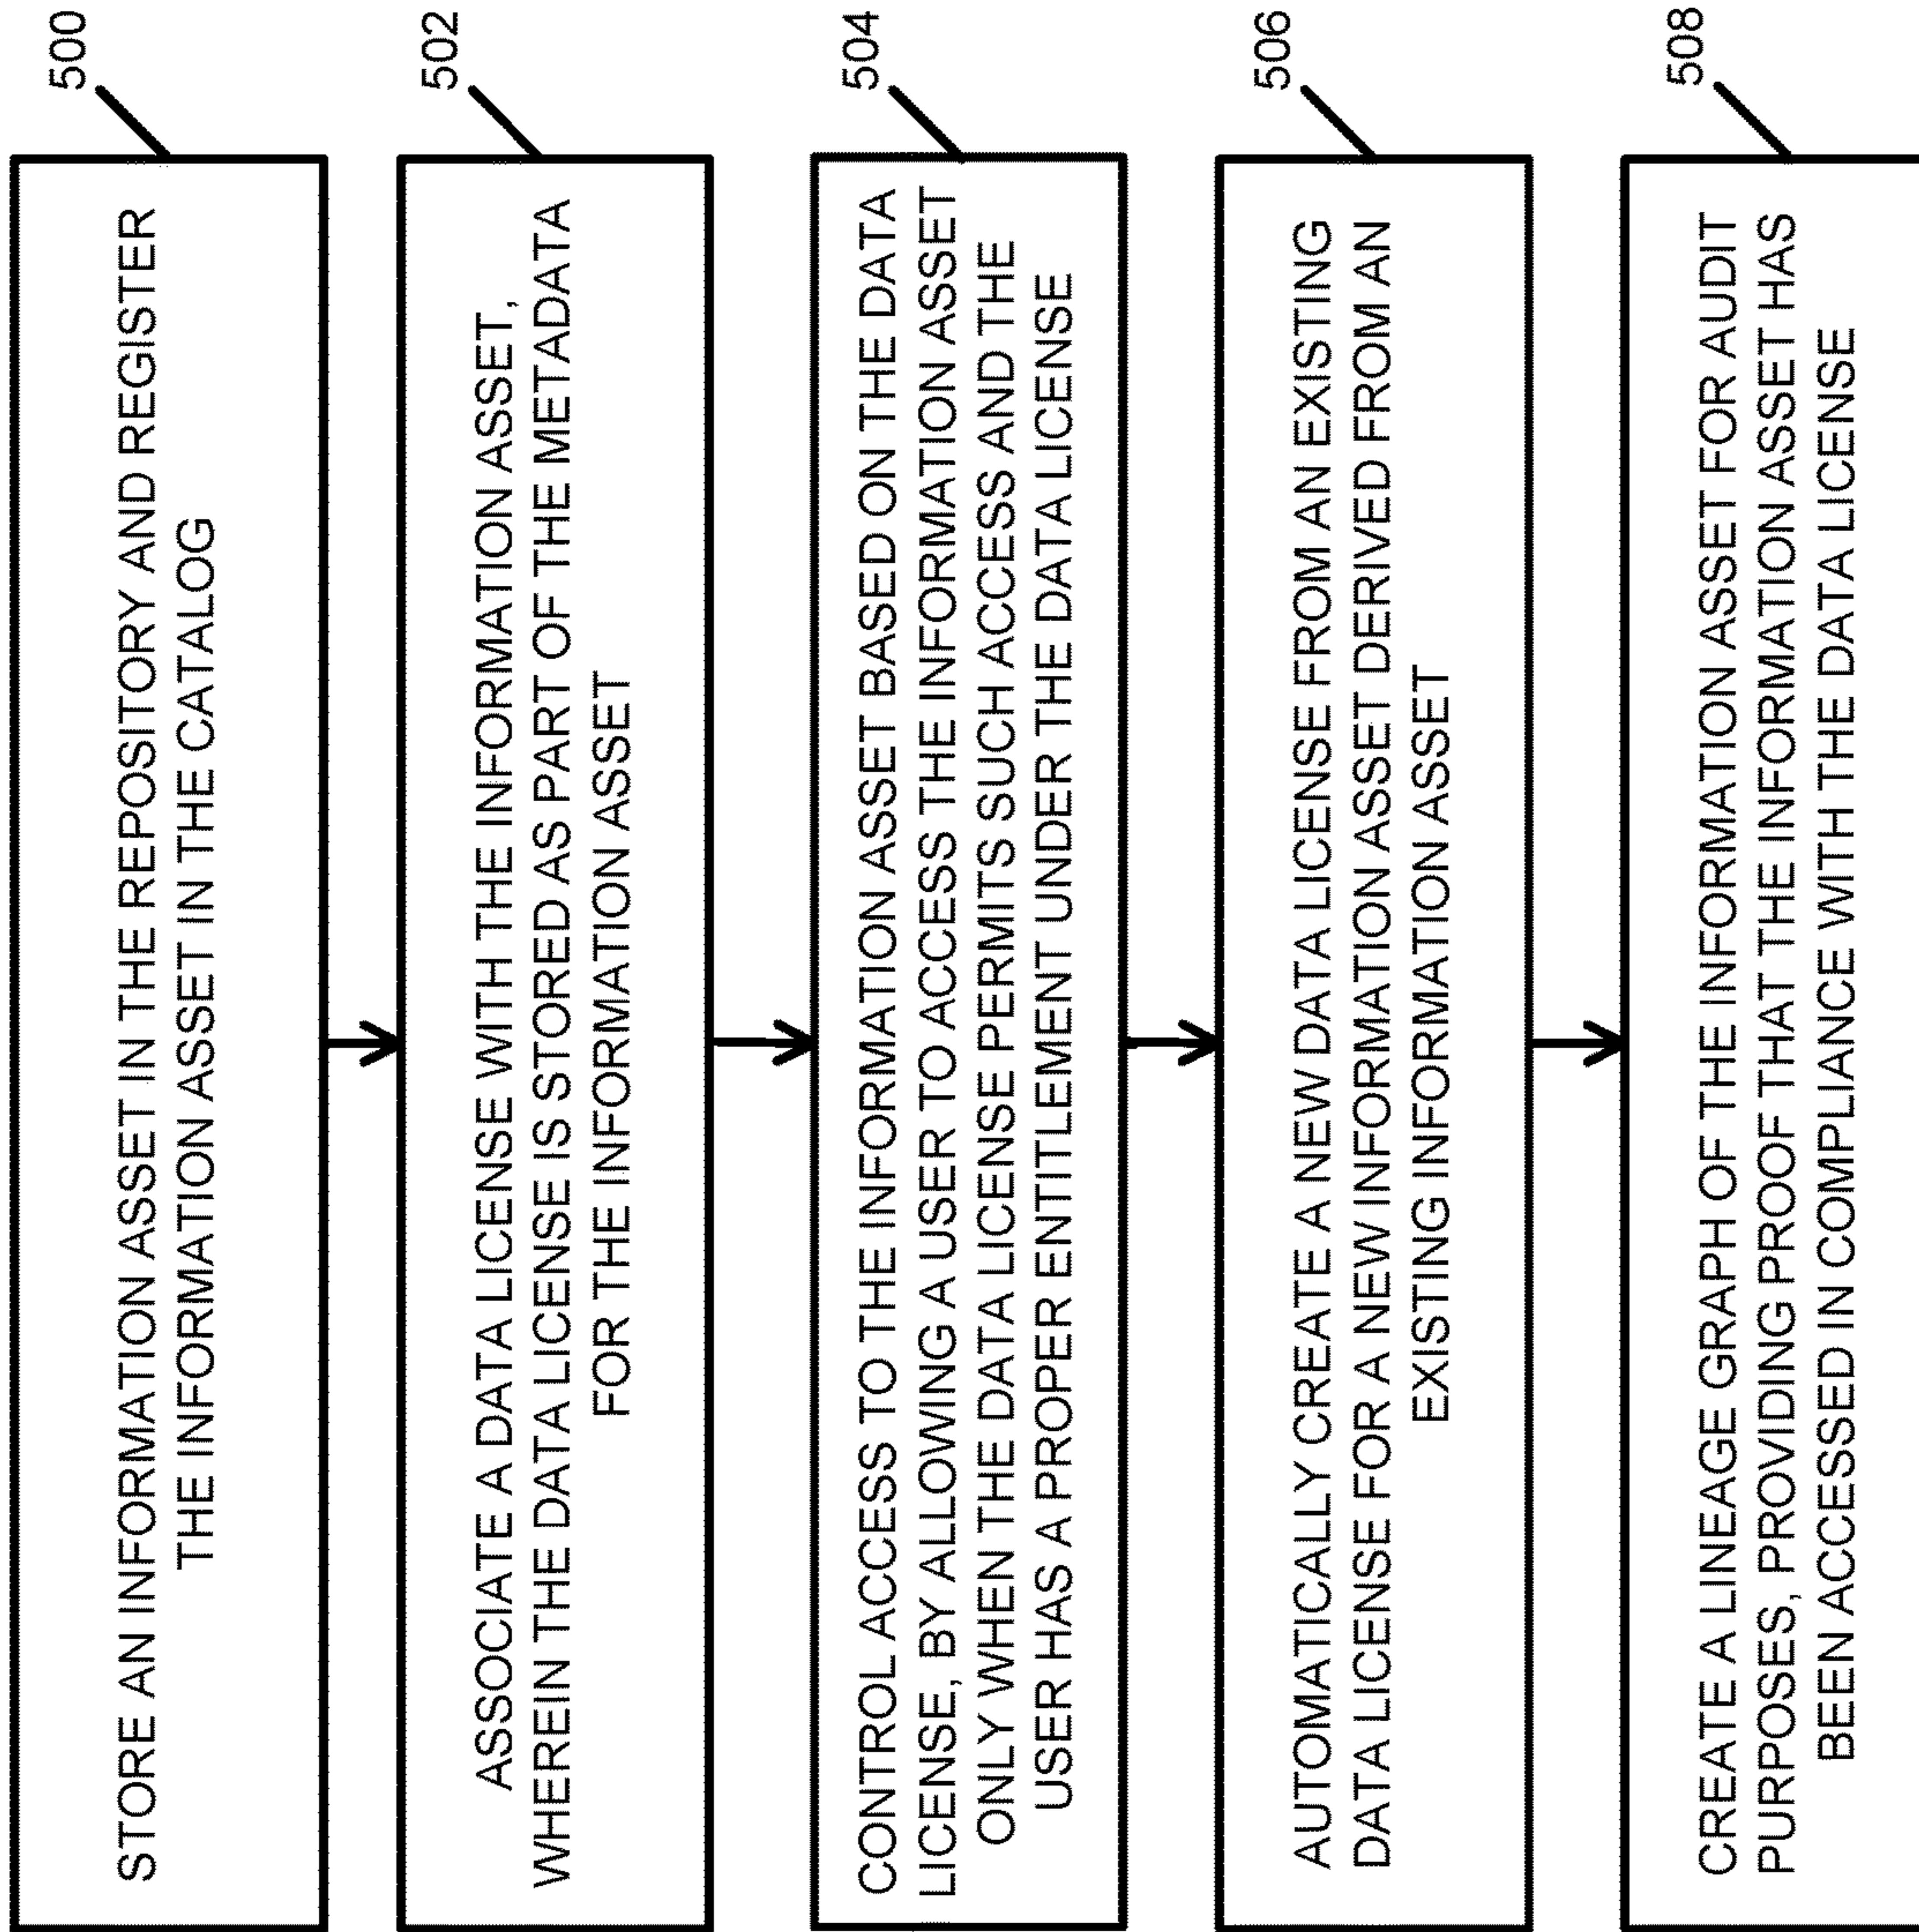 500
STORE AN INFORMATION ASSET IN THE REPOSITORY AND REGISTER
THE INFORMATION ASSET IN THE CATALOG
502
ASSOCIATE A DATA LICENSE WITH THE INFORMATION ASSET,
WHEREIN THE DATA LICENSE IS STORED AS PART OF THE METADATA
FOR THE INFORMATION ASSET
504
CONTROL ACCESS TO THE INFORMATION ASSET BASED ON THE DATA
LICENSE, BY ALLOWING A USER TO ACCESS THE INFORMATION ASSET
ONLY WHEN THE DATA LICENSE PERMITS SUCH ACCESS AND THE
USER HAS A PROPER ENTITLEMENT UNDER THE DATA LICENSE
506
AUTOMATICALLY CREATE A NEW DATA LICENSE FROM AN EXISTING
DATA LICENSE FOR A NEW INFORMATION ASSET DERIVED FROM AN
EXISTING INFORMATION ASSET
508
CREATE A LINEAGE GRAPH OF THE INFORMATION ASSET FOR AUDIT
PURPOSES, PROVIDING PROOF THAT THE INFORMATION ASSET HAS
BEEN ACCESSED IN COMPLIANCE WITH THE DATA LICENSE